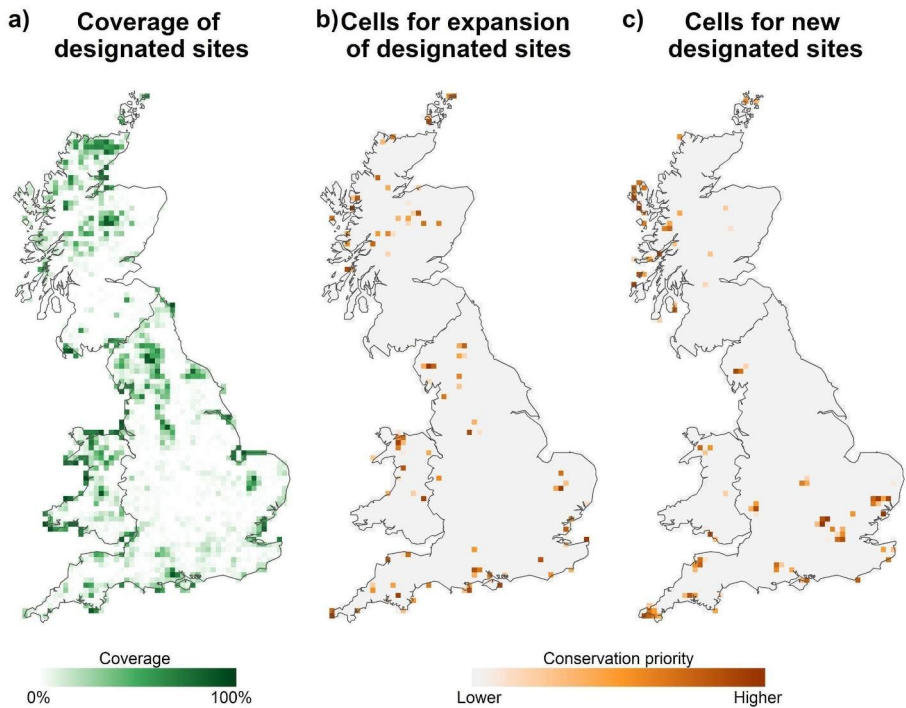 a) Coverage of
designated sites
b) Cells for expansion
of designated sites
c) Cells for new
designated sites
Coverage
0% 100%
Conservation priority
Lower Higher